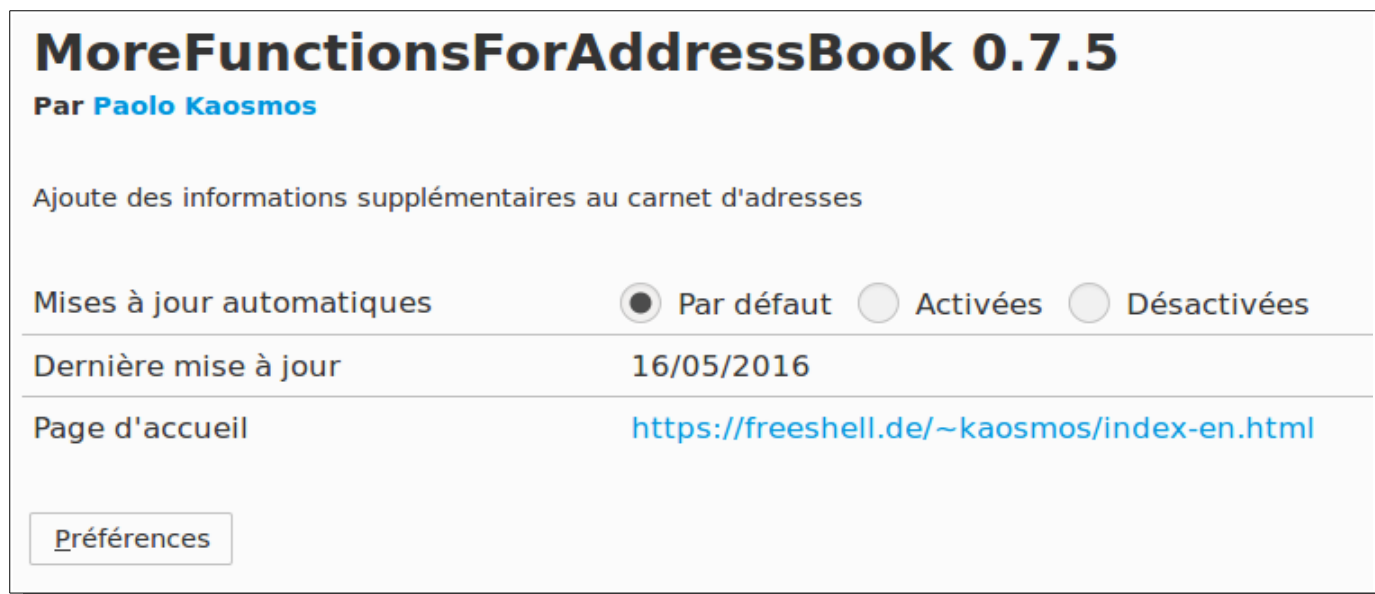 MoreFunctionsForAddressBook 0.7.5
Par Paolo Kaosmos
Ajoute des informations supplémentaires au carnet d'adresses
Mises à jour automatiques Par défaut Activées Désactivées
Dernière mise à jour 16/05/2016
Page d'accueil https://freeshell.de/~kaosmos/index-en.html
Préférences